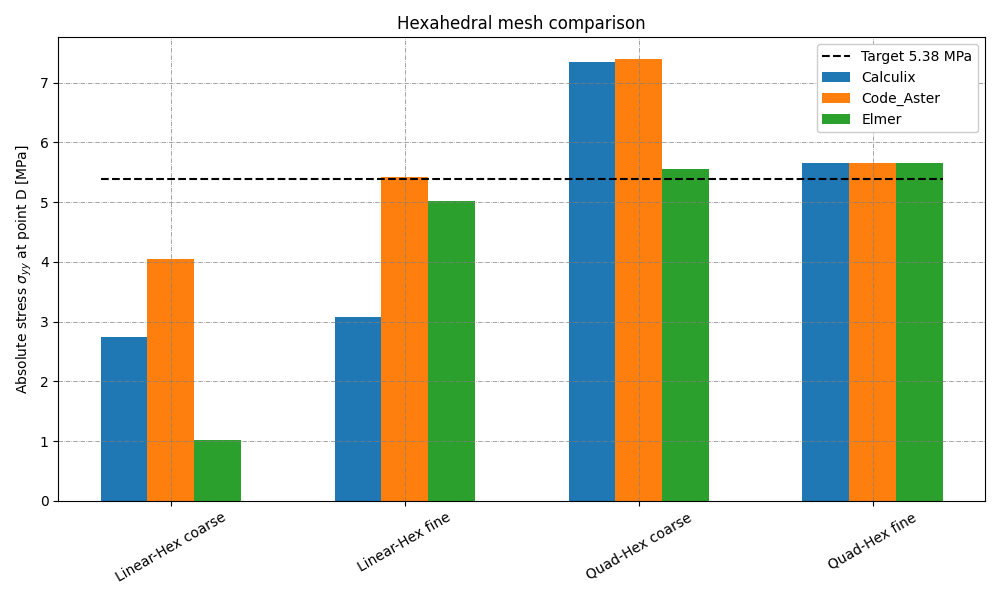 Hexahedral mesh comparison
Target 5.38 MPa
Calculix
Code_Aster
Elmer
Absolute stress σyy at point D [MPa]
7
6
5
4
3
2
1
0
Linear-Hex coarse
Linear-Hex fine
Quad-Hex coarse
Quad-Hex fine